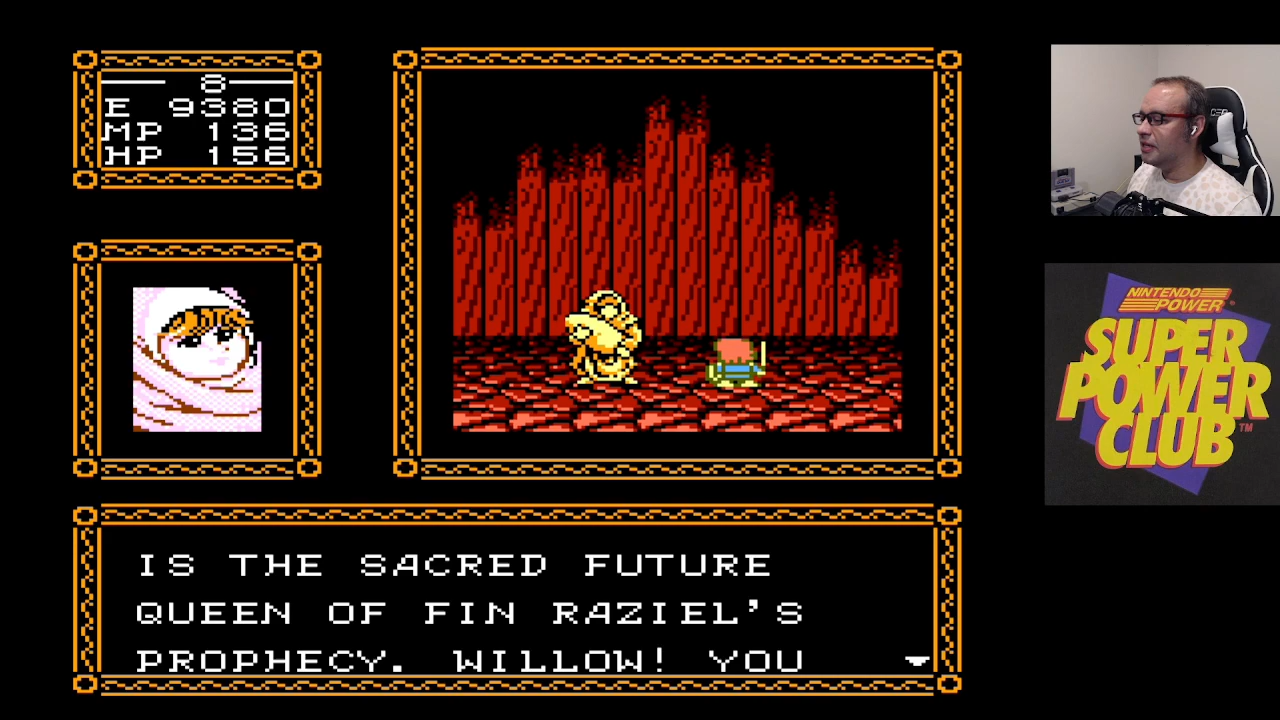 8
E 9380
MP 136
HP 156
IS THE SACRED FUTURE
QUEEN OF FIN RAZIEL'S
PROPHECY. WILLOW! YOU
NINTENDO
POWER
SUPER
POWER
CLUB™